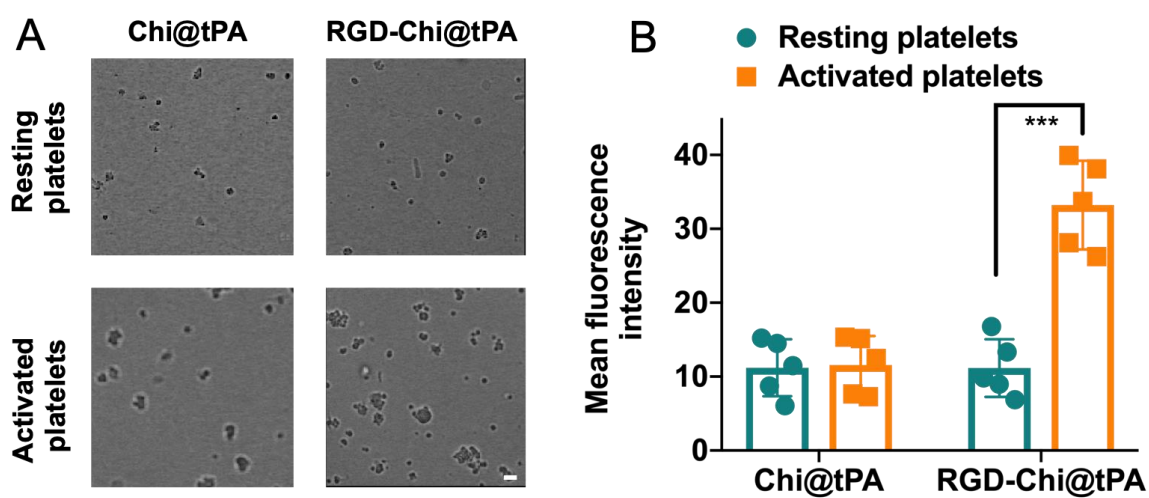 A
Chi@tPA
RGD-Chi@tPA
Resting
platelets
Activated
platelets
B
Resting platelets
Activated platelets
***
Mean fluorescence
intensity
40
30
20
10
0
Chi@tPA
RGD-Chi@tPA